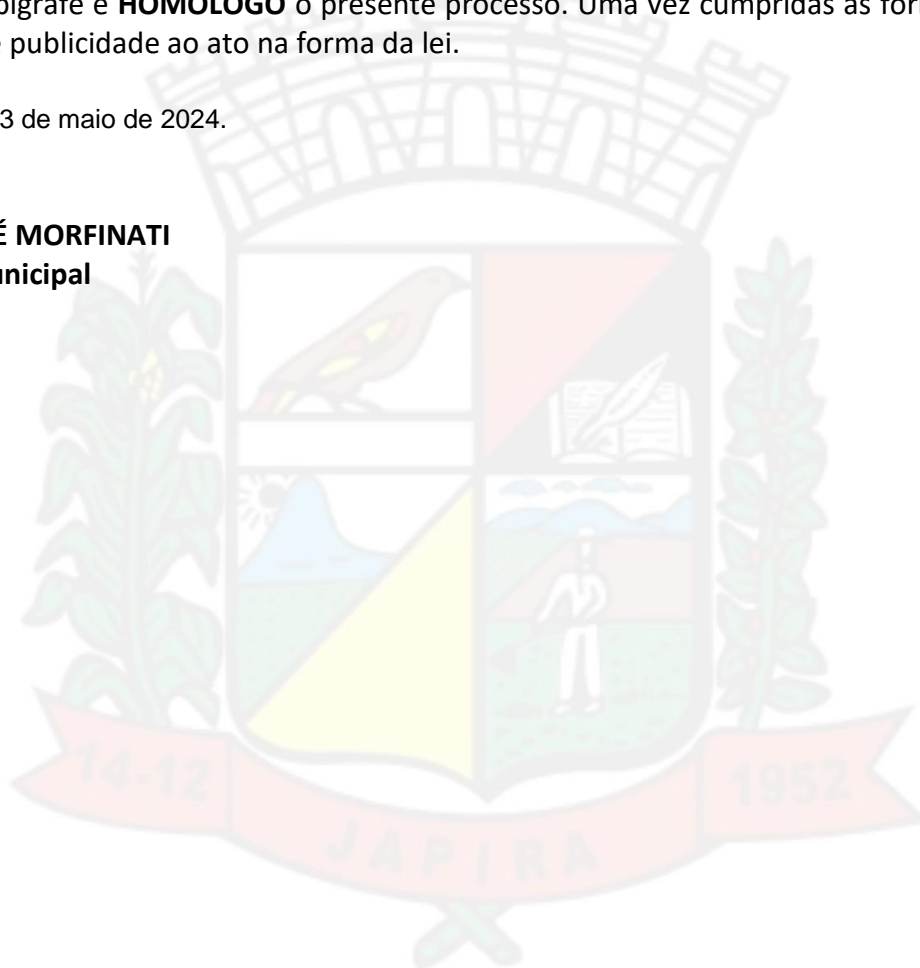 bígrafe e HOMOLOGO o presente processo. Uma vez cumpridas as for
e publicidade ao ato na forma da lei.
3 de maio de 2024.
É MORFINATI
unicipal
14-12
1952
JAPIRA